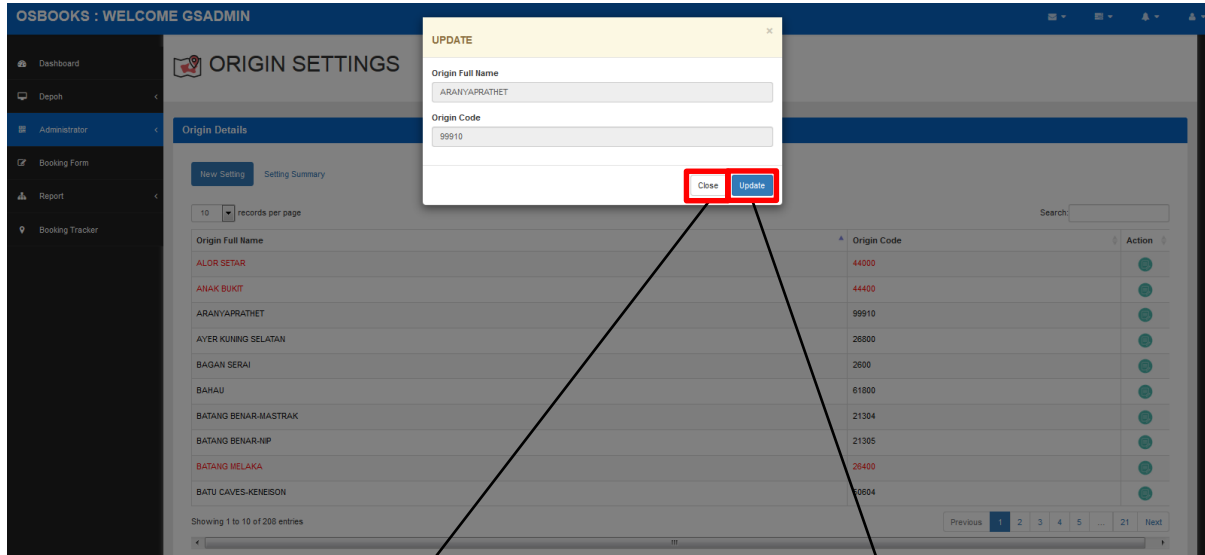 OSBOOKS : WELCOME GSADMIN
UPDATE
×
Origin Full Name
ARANYAPRATHET
Origin Code
99910
Close
Update
Dashboard
Depoh
Administrator
Booking Form
Report
Booking Tracker
ORIGIN SETTINGS
Origin Details
New Setting Setting Summary
10 records per page
Search:
Origin Full Name Origin Code Action
ALOR SETAR 44000
ANAK BUKIT 44400
ARANYAPRATHET 99910
AYER KUNING SELATAN 26800
BAGAN SERAI 2600
BAHAU 61800
BATANG BENAR-MASTRAK 21304
BATANG BENAR-NIP 21305
BATANG MELAKA 26400
BATU CAVES-KENEISON 60604
Showing 1 to 10 of 208 entries
Previous 1 2 3 4 5 ... 21 Next